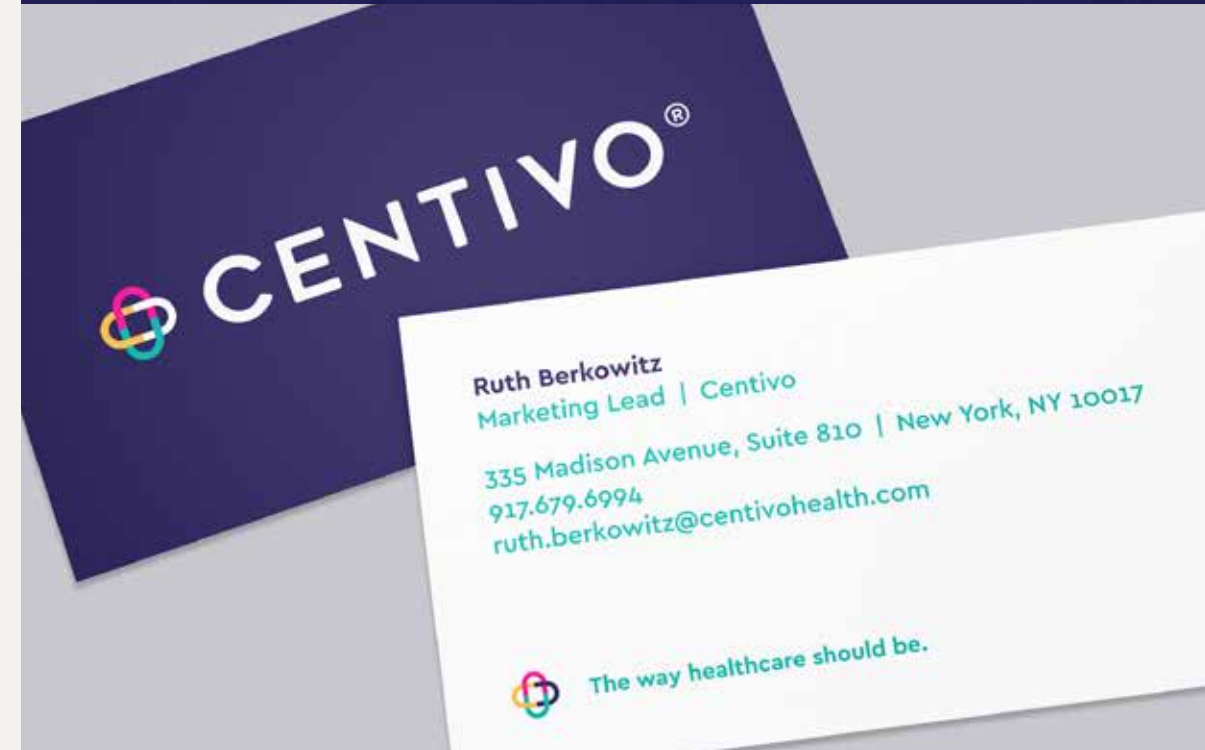 CENTIVO®
Ruth Berkowitz
Marketing Lead | Centivo
335 Madison Avenue, Suite 810 | New York, NY 10017
917.679.6994
ruth.berkowitz@centivohealth.com
The way healthcare should be.